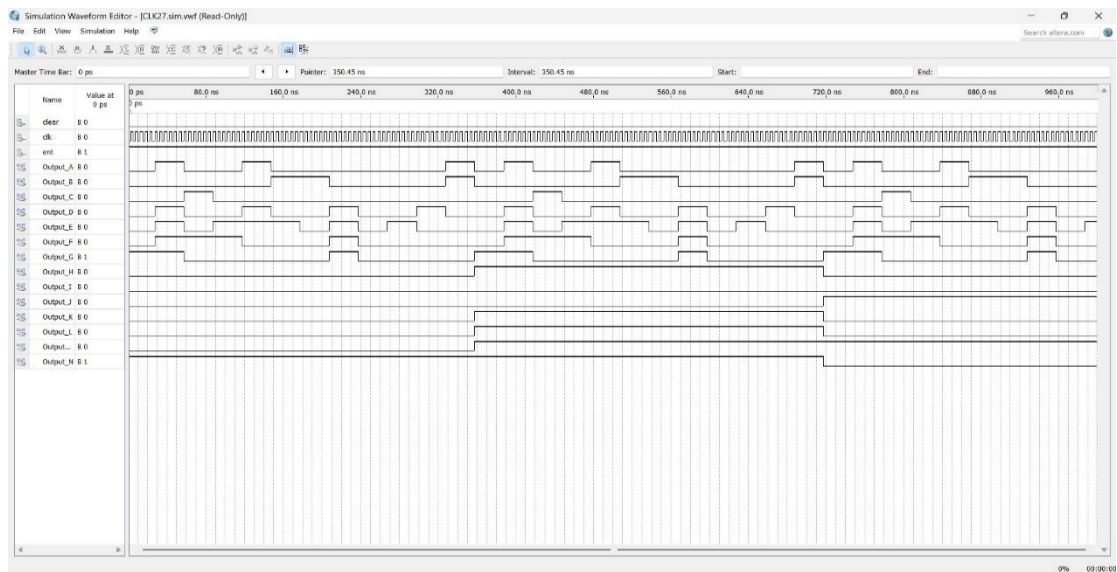 Simulation Waveform Editor - [CLK27.sim.vwf (Read-Only)]
File Edit View Simulation Help
Search altera.com
Master Time Bar: 0 ps
Pointer: 350.45 ns
Interval: 350.45 ns
Start:
End:
Name
Value at
0 ps
0 ps 80.0 ns 160.0 ns 240.0 ns 320.0 ns 400.0 ns 480.0 ns 560.0 ns 640.0 ns 720.0 ns 800.0 ns 880.0 ns 960.0 ns
0 ps
clear B 0
clk B 0
ent B 1
Output_A B 0
Output_B B 0
Output_C B 0
Output_D B 0
Output_E B 0
Output_F B 0
Output_G B 1
Output_H B 0
Output_I B 0
Output_J B 0
Output_K B 0
Output_L B 0
Output... B 0
Output_N B 1
0% 00:00:00